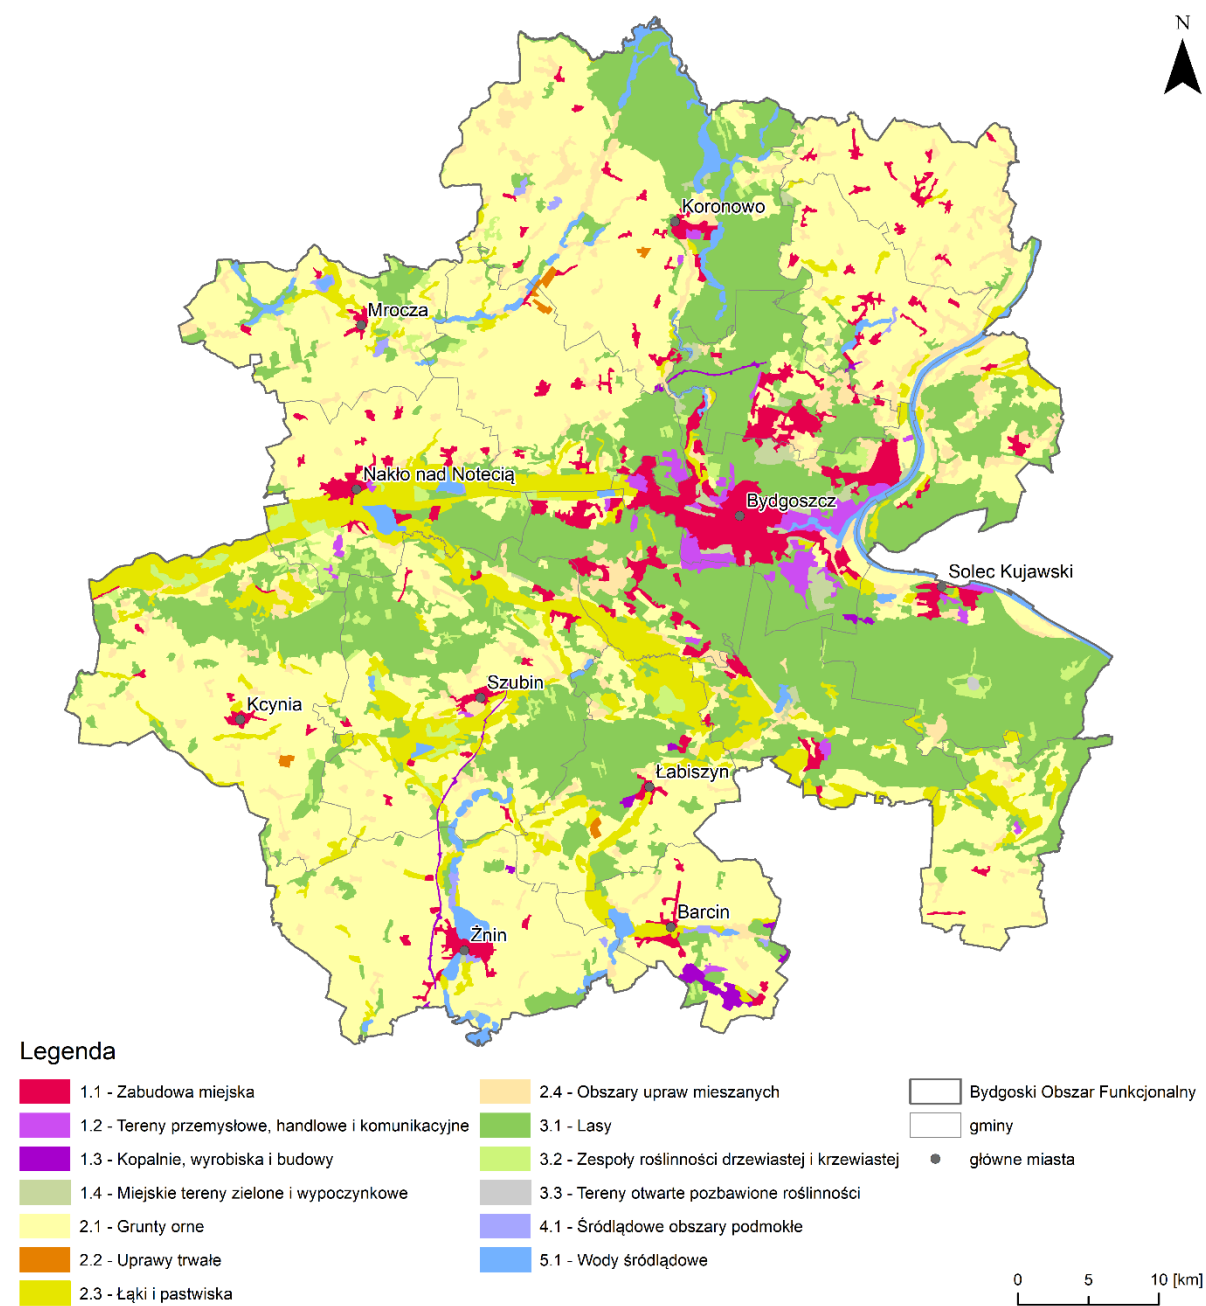 N
Koronowo
Mrocza
Nakło nad Notecią
Bydgoszcz
Solec Kujawski
Szubin
Kcynia
Łabiszyn
Barcin
Żnin
Legenda
1.1 - Zabudowa miejska
1.2 - Tereny przemysłowe, handlowe i komunikacyjne
1.3 - Kopalnie, wyrobiska i budowy
1.4 - Miejskie tereny zielone i wypoczynkowe
2.1 - Grunty orne
2.2 - Uprawy trwałe
2.3 - Łąki i pastwiska
2.4 - Obszary upraw mieszanych
3.1 - Lasy
3.2 - Zespoły roślinności drzewiastej i krzewiastej
3.3 - Tereny otwarte pozbawione roślinności
4.1 - Śródlądowe obszary podmokłe
5.1 - Wody śródlądowe
Bydgoski Obszar Funkcjonalny
gminy
główne miasta
0 5 10 [km]